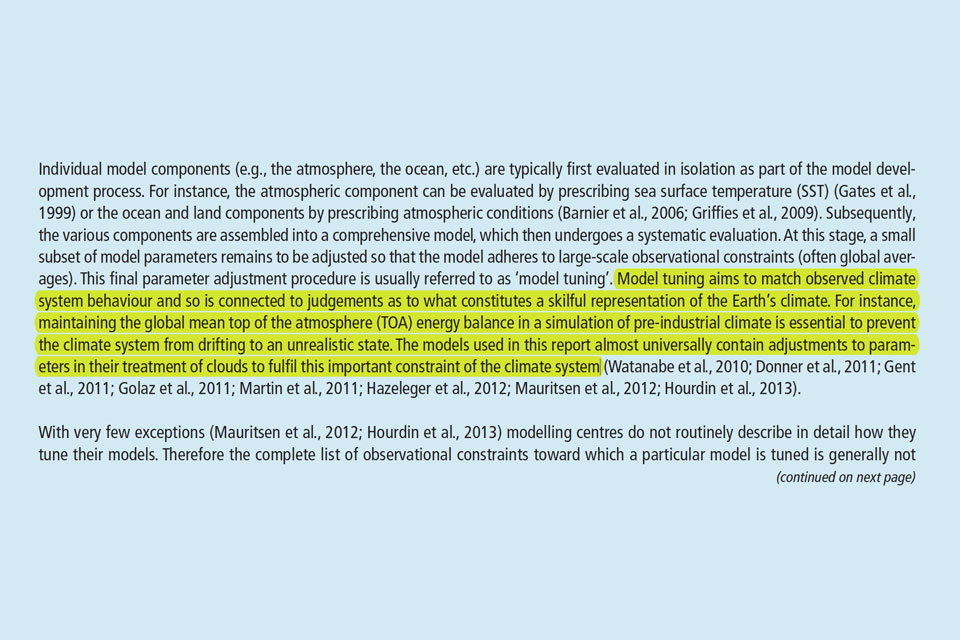 Individual model components (e.g., the atmosphere, the ocean, etc.) are typically first evaluated in isolation as part of the model devel-
opment process. For instance, the atmospheric component can be evaluated by prescribing sea surface temperature (SST) (Gates et al.,
1999) or the ocean and land components by prescribing atmospheric conditions (Barnier et al., 2006; Griffies et al., 2009). Subsequently,
the various components are assembled into a comprehensive model, which then undergoes a systematic evaluation. At this stage, a small
subset of model parameters remains to be adjusted so that the model adheres to large-scale observational constraints (often global aver-
ages). This final parameter adjustment procedure is usually referred to as ‘model tuning’. Model tuning aims to match observed climate
system behaviour and so is connected to judgements as to what constitutes a skilful representation of the Earth’s climate. For instance,
maintaining the global mean top of the atmosphere (TOA) energy balance in a simulation of pre-industrial climate is essential to prevent
the climate system from drifting to an unrealistic state. The models used in this report almost universally contain adjustments to param-
eters in their treatment of clouds to fulfil this important constraint of the climate system (Watanabe et al., 2010; Donner et al., 2011; Gent
et al., 2011; Golaz et al., 2011; Martin et al., 2011; Hazeleger et al., 2012; Mauritsen et al., 2012; Hourdin et al., 2013).
With very few exceptions (Mauritsen et al., 2012; Hourdin et al., 2013) modelling centres do not routinely describe in detail how they
tune their models. Therefore the complete list of observational constraints toward which a particular model is tuned is generally not
(continued on next page)